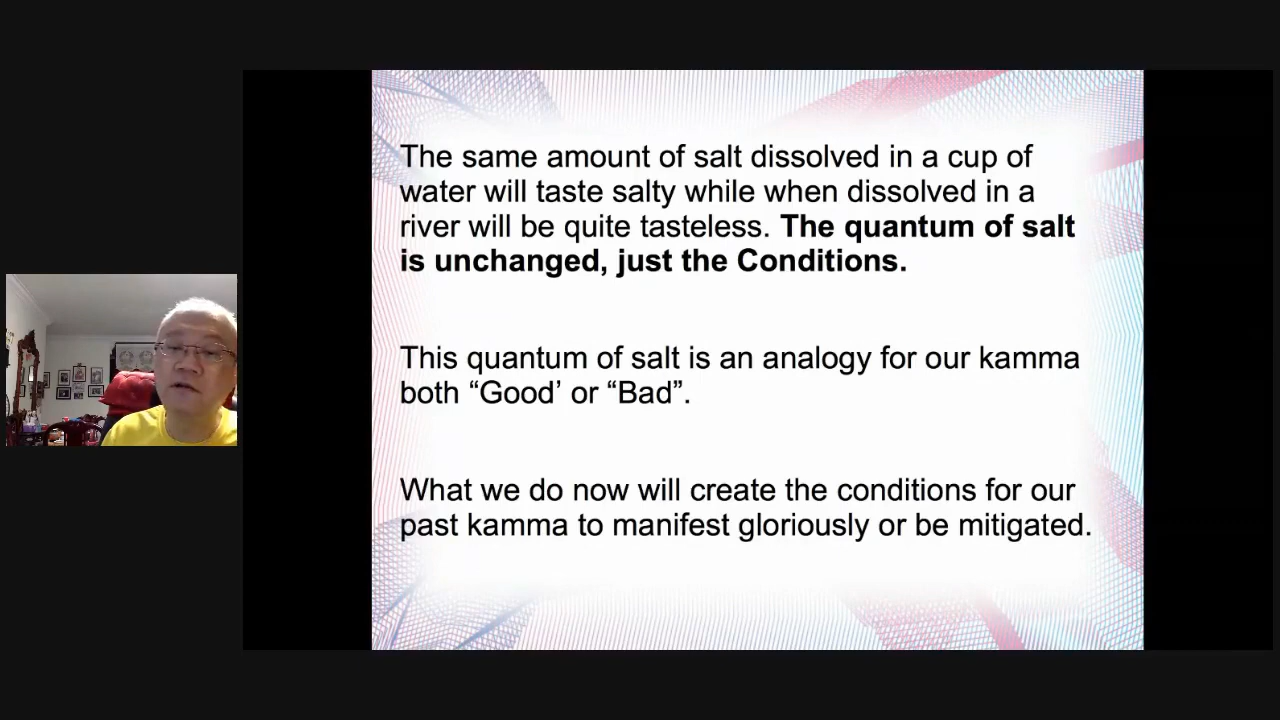 The same amount of salt dissolved in a cup of
water will taste salty while when dissolved in a
river will be quite tasteless. The quantum of salt
is unchanged, just the Conditions.
This quantum of salt is an analogy for our kamma
both “Good’ or “Bad”.
What we do now will create the conditions for our
past kamma to manifest gloriously or be mitigated.